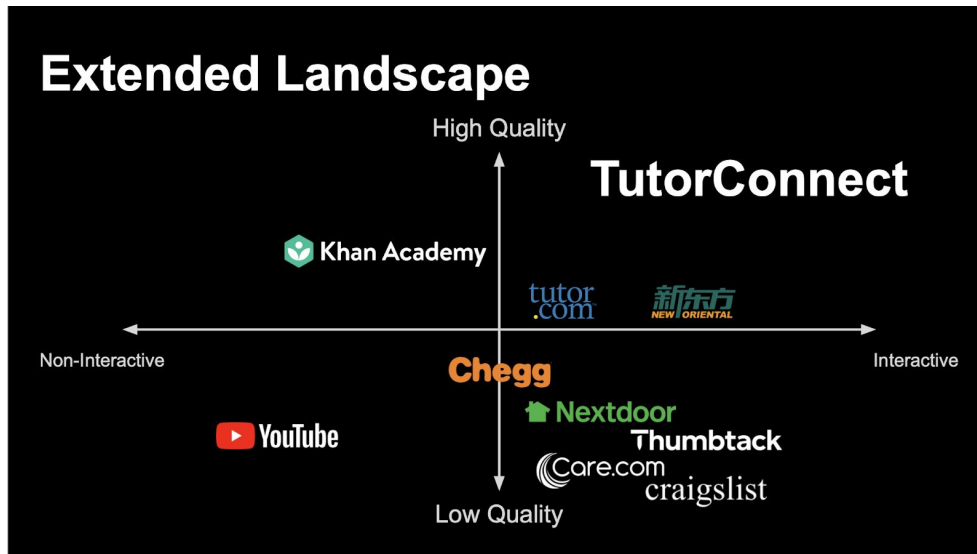 Extended Landscape
High Quality
TutorConnect
Khan Academy
tutor
.com
新东方
NEW ORIENTAL
Non-Interactive
Interactive
Chegg
Nextdoor
YouTube
Thumbtack
Care.com
craigslist
Low Quality